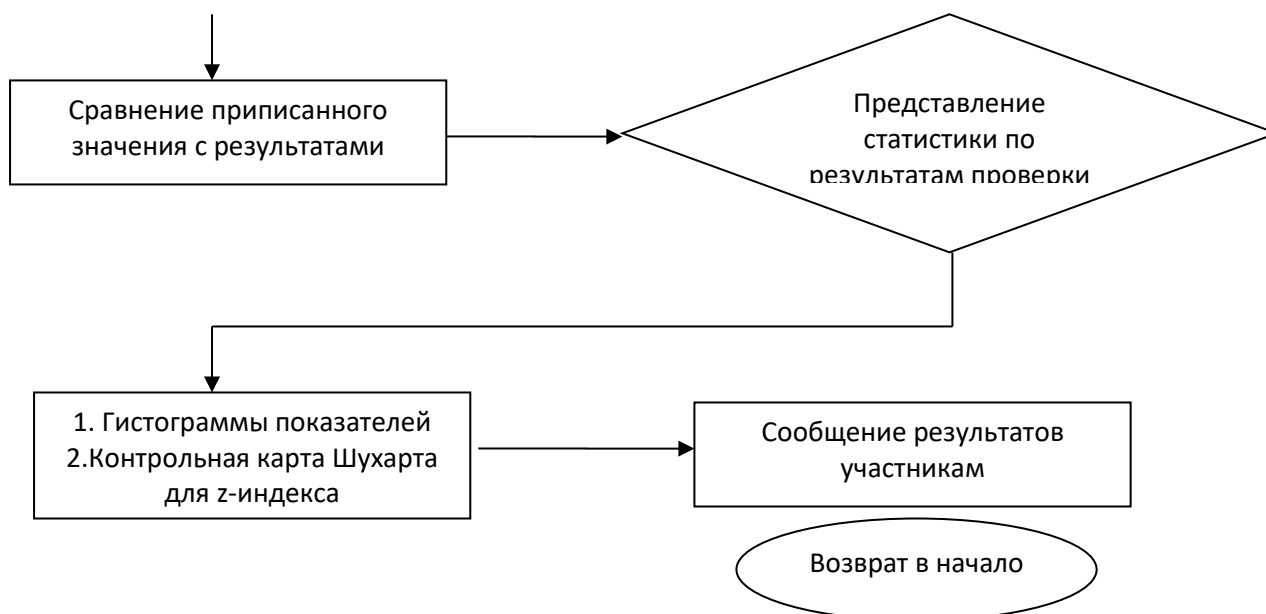 Сравнение приписанного
значения с результатами
Представление
статистики по
результатам проверки
1. Гистограммы показателей
2.Контрольная карта Шухарта
для z-индекса
Сообщение результатов
участникам
Возврат в начало